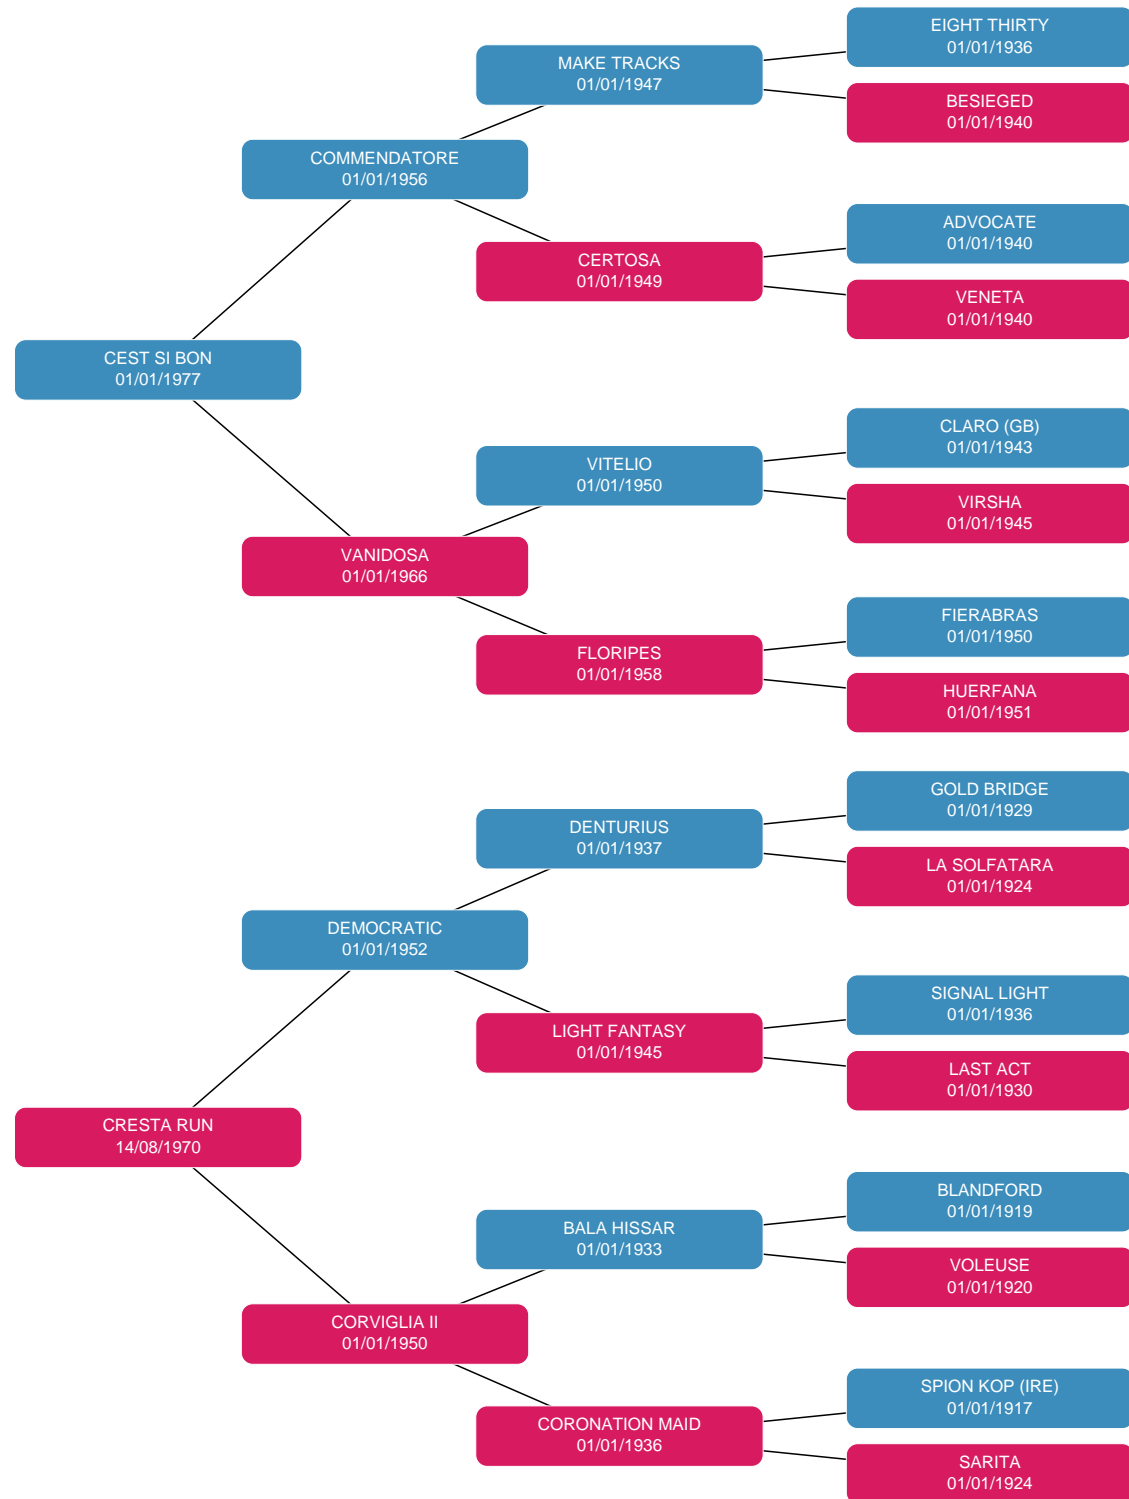 EIGHT THIRTY
01/01/1936
MAKE TRACKS
01/01/1947
BESIEGED
01/01/1940
COMMENDATORE
01/01/1956
ADVOCATE
01/01/1940
CERTOSA
01/01/1949
VENETA
01/01/1940
CEST SI BON
01/01/1977
CLARO (GB)
01/01/1943
VITELIO
01/01/1950
VIRSHA
01/01/1945
VANIDOSA
01/01/1966
FIERABRAS
01/01/1950
FLORIPES
01/01/1958
HUERFANA
01/01/1951
GOLD BRIDGE
01/01/1929
DENTURIUS
01/01/1937
LA SOLFATARA
01/01/1924
DEMOCRATIC
01/01/1952
SIGNAL LIGHT
01/01/1936
LIGHT FANTASY
01/01/1945
LAST ACT
01/01/1930
CRESTA RUN
14/08/1970
BLANDFORD
01/01/1919
BALA HISSAR
01/01/1933
VOLEUSE
01/01/1920
CORVIGLIA II
01/01/1950
SPION KOP (IRE)
01/01/1917
CORONATION MAID
01/01/1936
SARITA
01/01/1924